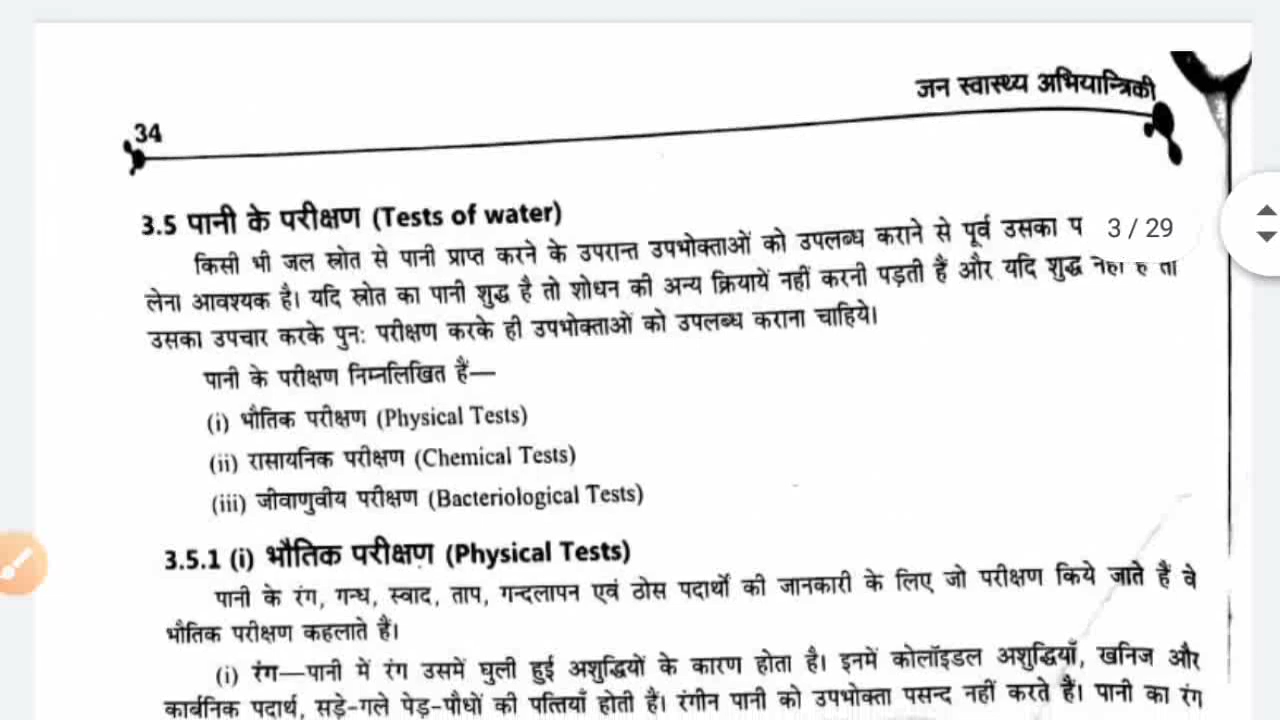 जन स्वास्थ्य अभियान्त्रिकी
34
3.5 पानी के परीक्षण (Tests of water)
किसी भी जल स्त्रोत से पानी प्राप्त करने के उपरान्त उपभोक्ताओं को उपलब्ध कराने से पूर्व उसका
3 / 29
लेना आवश्यक है। यदि स्त्रोत का पानी शुद्ध है तो शोधन की अन्य क्रियायें नहीं करनी पड़ती हैं और यदि शुद्ध नहीं है तो
उसका उपचार करके पुनः परीक्षण करके ही उपभोक्ताओं को उपलब्ध कराना चाहिये।
पानी के परीक्षण निम्नलिखित हैं—
(i) भौतिक परीक्षण (Physical Tests)
(ii) रासायनिक परीक्षण (Chemical Tests)
(iii) जीवाणुवीय परीक्षण (Bacteriological Tests)
3.5.1 (i) भौतिक परीक्षण (Physical Tests)
पानी के रंग, गन्ध, स्वाद, ताप, गन्दलापन एवं ठोस पदार्थों की जानकारी के लिए जो परीक्षण किये जाते हैं वे
भौतिक परीक्षण कहलाते हैं।
(i) रंग—पानी में रंग उसमें घुली हुई अशुद्धियों के कारण होता है। इनमें कोलॉइडल अशुद्धियाँ, खनिज और
कार्बनिक पदार्थ, सड़े-गले पेड़-पौधों की पत्तियाँ होती हैं। रंगीन पानी को उपभोक्ता पसन्द नहीं करते हैं। पानी का रंग